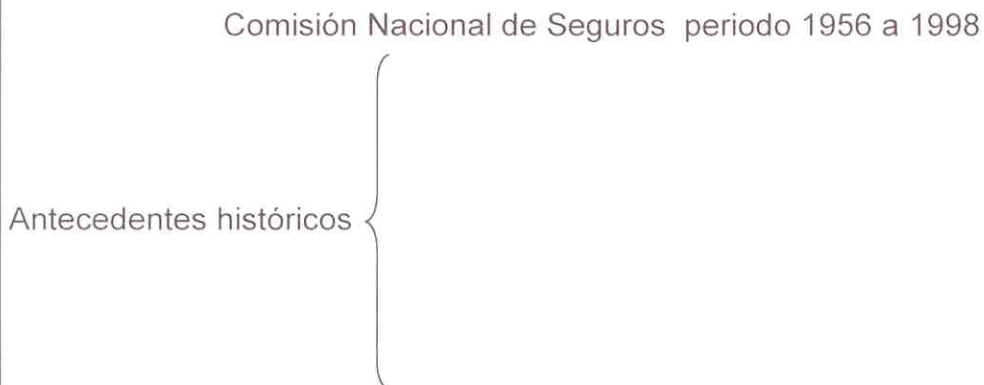 Comisión Nacional de Seguros periodo 1956 a 1998
Antecedentes históricos